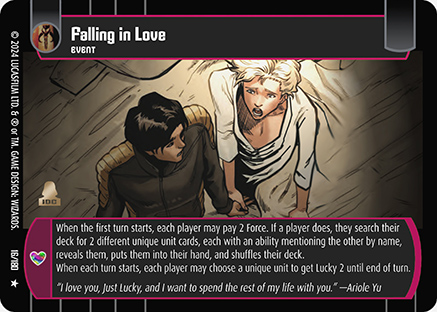 Falling in Love
EVENT
When the first turn starts, each player may pay 2 Force. If a player does, they search their
deck for 2 different unique unit cards, each with an ability mentioning the other by name,
reveals them, puts them into their hand, and shuffles their deck.
When each turn starts, each player may choose a unique unit to get Lucky 2 until end of turn.
"I love you, Just Lucky, and I want to spend the rest of my life with you." —Ariole Yu
© 2024 LUCASFILM LTD. & ® or TM. GAME DESIGN: WIZARDS.
★